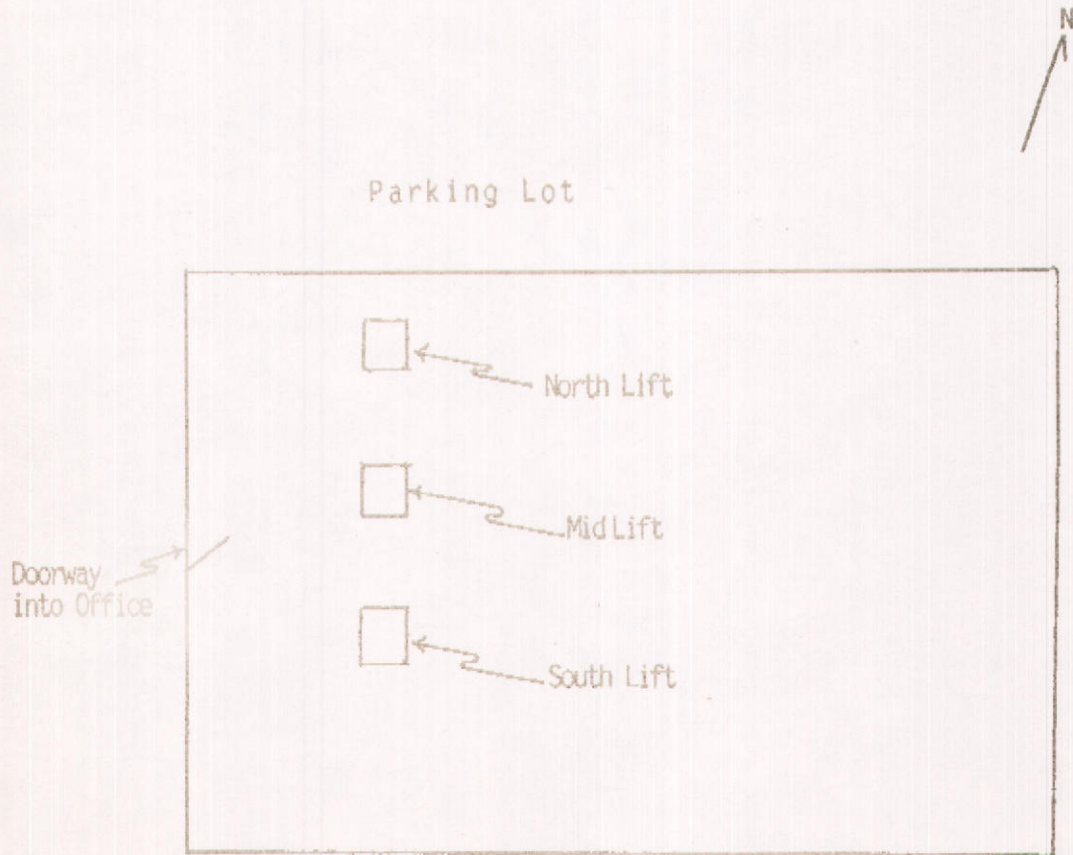 N
Parking Lot
North Lift
Mid Lift
Doorway
into Office
South Lift